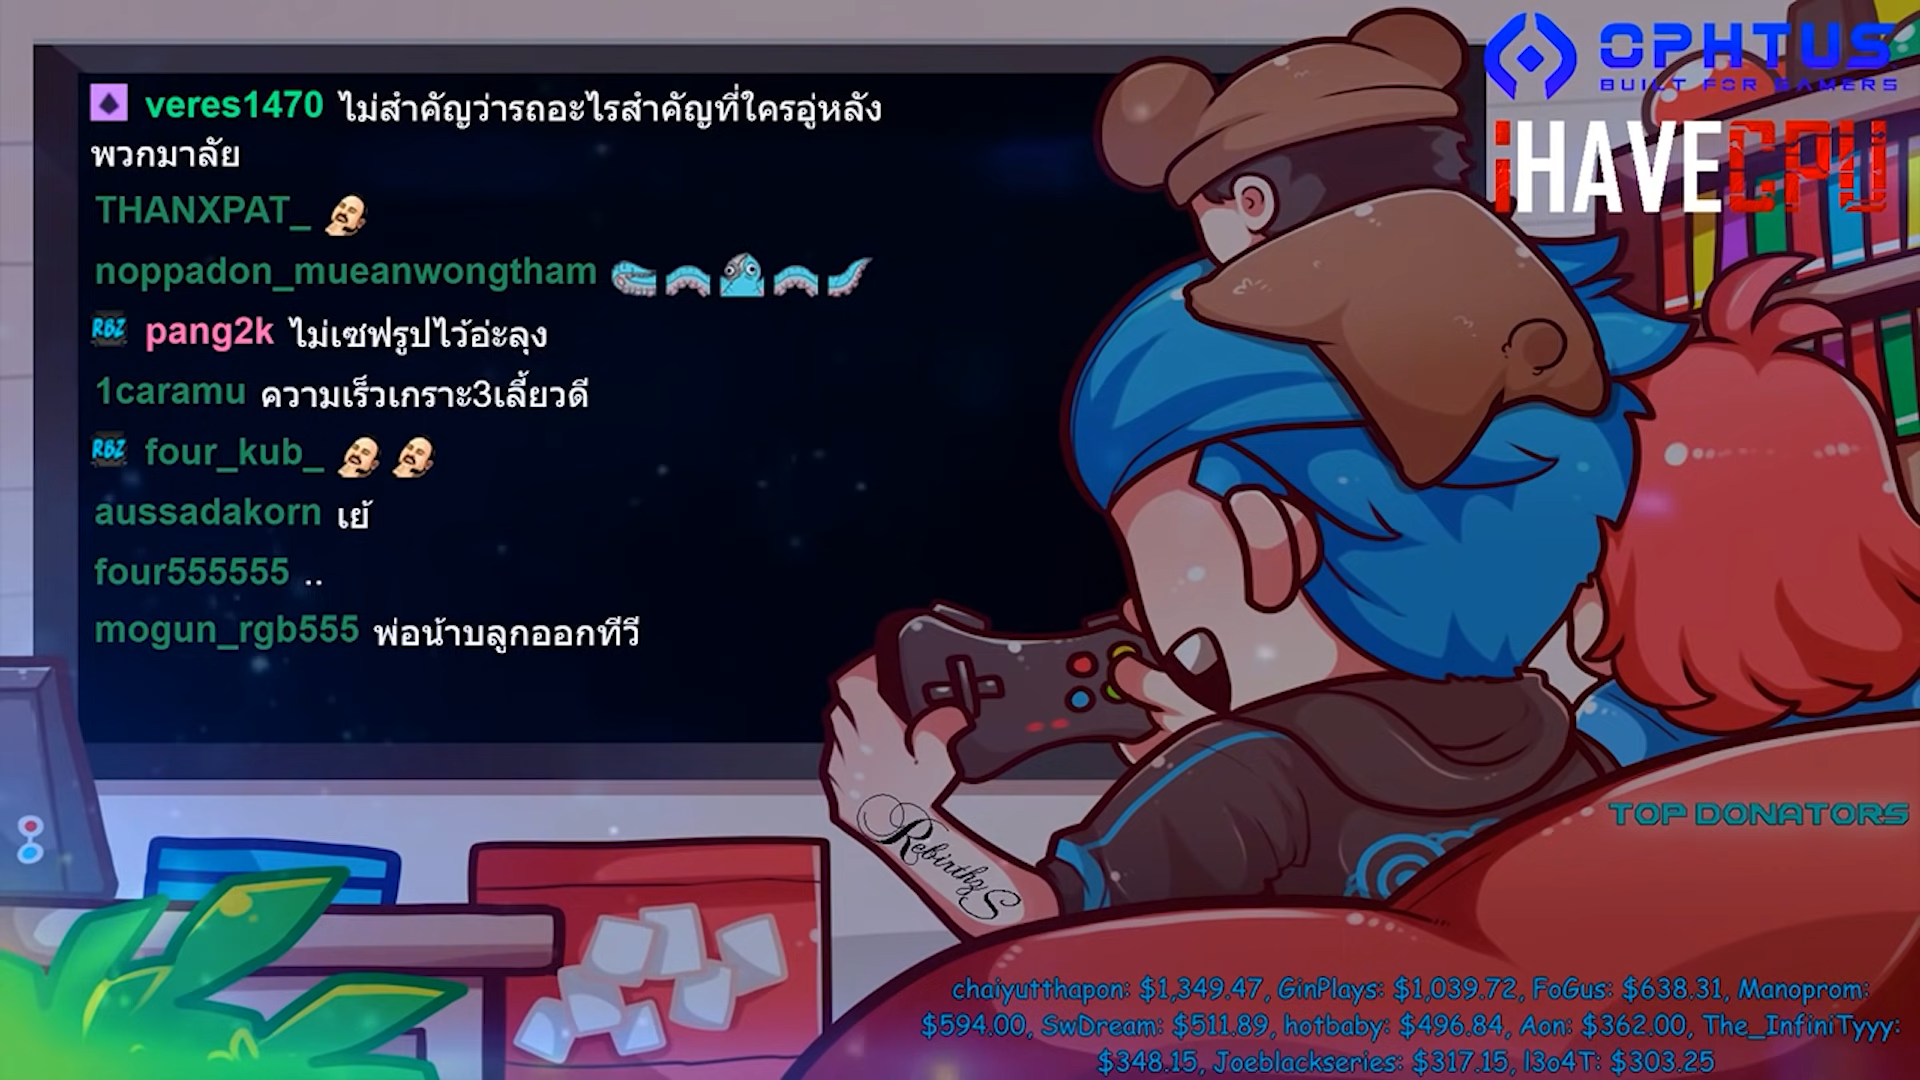 OPHTUS
BUILT FOR GAMERS
iHAVECPU
veres1470 ไม่สำคัญว่ารถอะไรสำคัญที่ใครอู่หลัง
พวกมาลัย
THANXPAT_
noppadon_mueanwongtham
RBZ pang2k ไม่เซฟรูปไว้อ่ะลุง
1caramu ความเร็วเกราะ3เลี้ยวดี
RBZ four_kub_
aussadakorn เย้
four555555 ..
mogun_rgb555 พ่อน้าบลูกออกทีวี
RebirthzS
TOP DONATORS
chaiyutthapon: $1,349.47, GinPlays: $1,039.72, FoGus: $638.31, Manoprom:
$594.00, SwDream: $511.89, hotbaby: $496.84, Aon: $362.00, The_InfiniTyyy:
$348.15, Joeblackseries: $317.15, l3o4T: $303.25